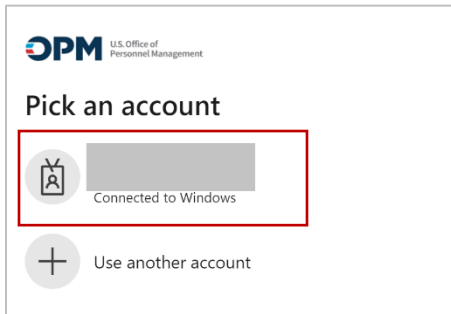 OPM U.S. Office of
Personnel Management
Pick an account
Connected to Windows
Use another account